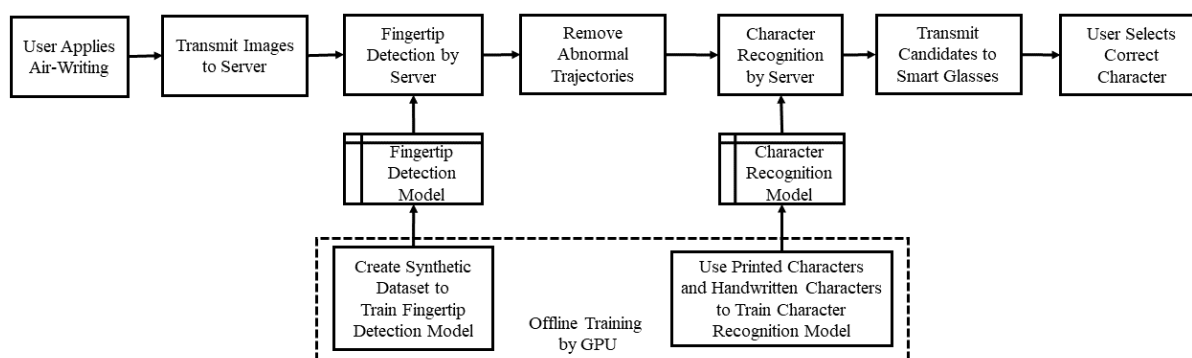 User Applies
Air-Writing
Transmit Images
to Server
Fingertip
Detection by
Server
Remove
Abnormal
Trajectories
Character
Recognition
by Server
Transmit
Candidates to
Smart Glasses
User Selects
Correct
Character
Fingertip
Detection
Model
Character
Recognition
Model
Create Synthetic
Dataset to
Train Fingertip
Detection Model
Use Printed Characters
and Handwritten Characters
to Train Character
Recognition Model
Offline Training
by GPU